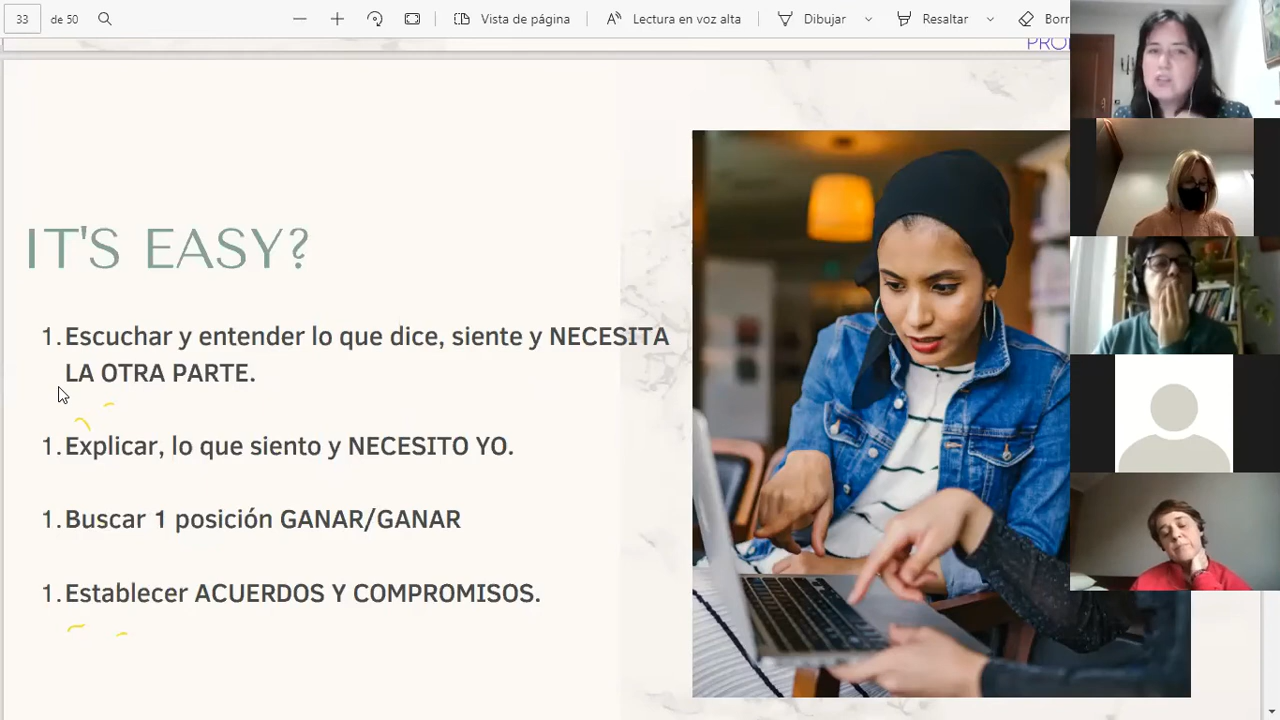 33 de 50 Vista de página Lectura en voz alta Dibujar Resaltar Borr
PRO
IT'S EASY?
1. Escuchar y entender lo que dice, siente y NECESITA
LA OTRA PARTE.
1. Explicar, lo que siento y NECESITO YO.
1. Buscar 1 posición GANAR/GANAR
1. Establecer ACUERDOS Y COMPROMISOS.